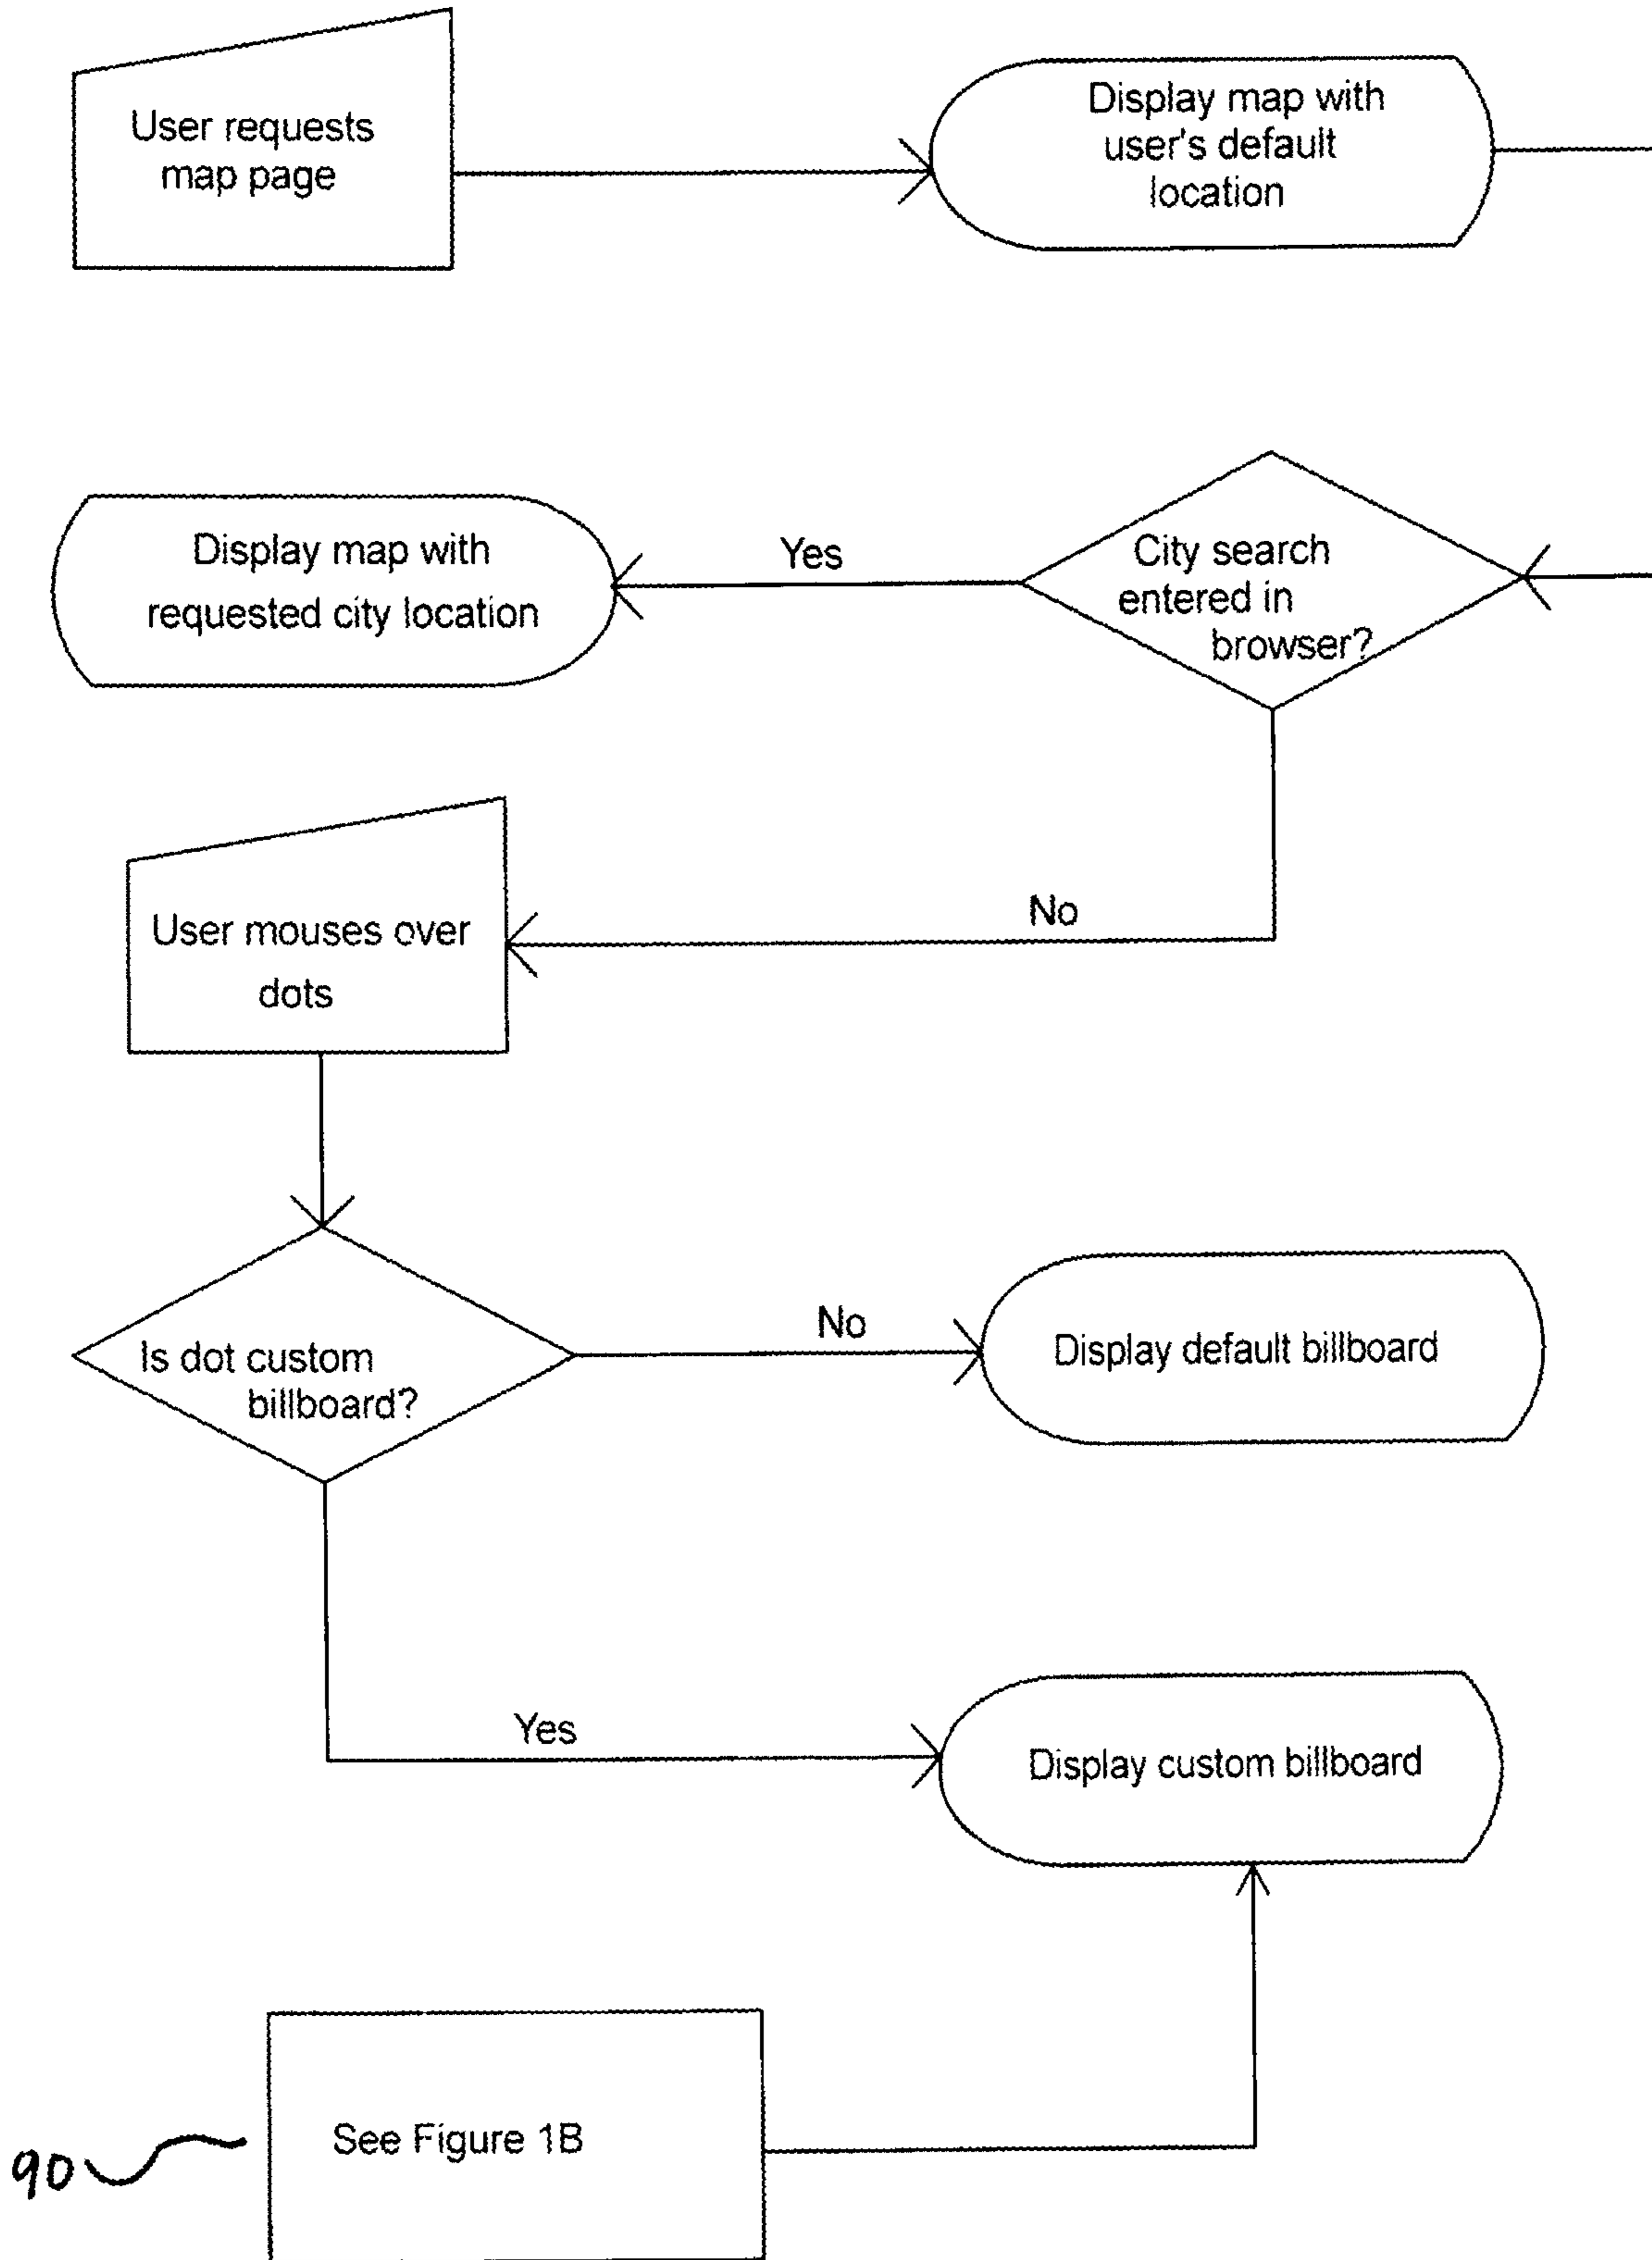 User requests
map page
Display map with
user's default
location
Display map with
requested city location
Yes
City search
entered in
browser?
User mouses over
dots
No
Is dot custom
billboard?
No
Display default billboard
Yes
Display custom billboard
90
See Figure 1B